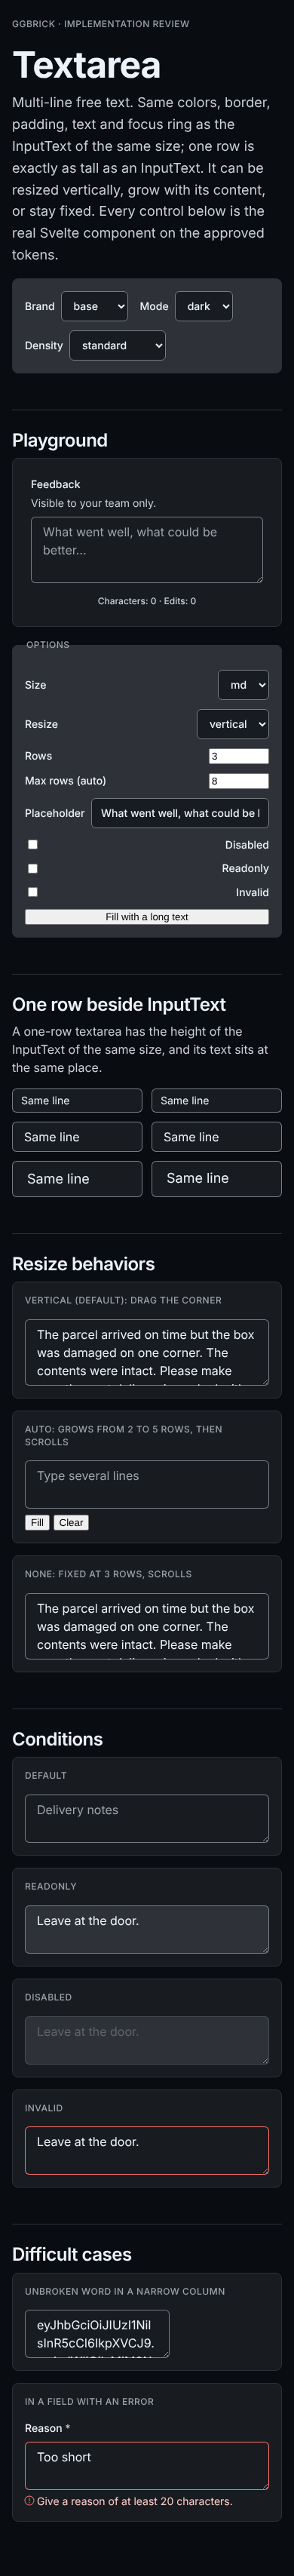 GGBRICK · IMPLEMENTATION REVIEW
Textarea
Multi-line free text. Same colors, border,
padding, text and focus ring as the
InputText of the same size; one row is
exactly as tall as an InputText. It can be
resized vertically, grow with its content,
or stay fixed. Every control below is the
real Svelte component on the approved
tokens.
Brand base Mode dark
Density standard
Playground
Feedback
Visible to your team only.
What went well, what could be
better...
Characters: 0 · Edits: 0
OPTIONS
Size md
Resize vertical
Rows 3
Max rows (auto) 8
Placeholder What went well, what could be
Disabled
Readonly
Invalid
Fill with a long text
One row beside InputText
A one-row textarea has the height of the
InputText of the same size, and its text sits at
the same place.
Same line Same line
Same line Same line
Same line Same line
Resize behaviors
VERTICAL (DEFAULT): DRAG THE CORNER
The parcel arrived on time but the box
was damaged on one corner. The
contents were intact. Please make
AUTO: GROWS FROM 2 TO 5 ROWS, THEN
SCROLLS
Type several lines
Fill Clear
NONE: FIXED AT 3 ROWS, SCROLLS
The parcel arrived on time but the box
was damaged on one corner. The
contents were intact. Please make
Conditions
DEFAULT
Delivery notes
READONLY
Leave at the door.
DISABLED
Leave at the door.
INVALID
Leave at the door.
Difficult cases
UNBROKEN WORD IN A NARROW COLUMN
eyJhbGciOiJIUzI1NiI
sInR5cCI6IkpXVCJ9.
IN A FIELD WITH AN ERROR
Reason *
Too short
Give a reason of at least 20 characters.